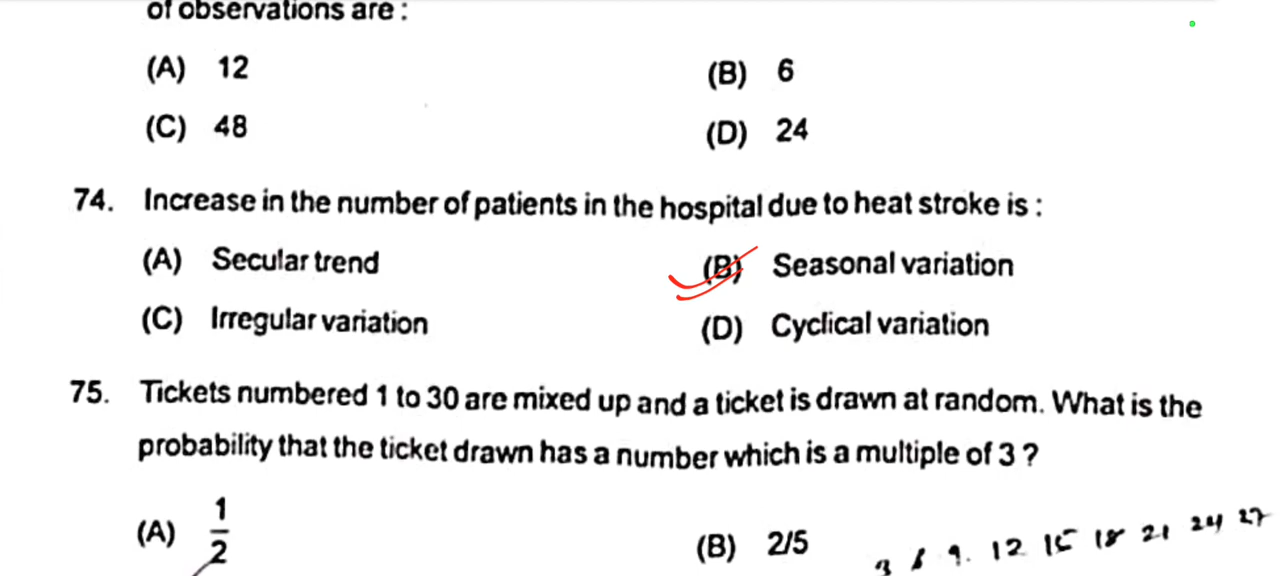 of observations are :
(A) 12
(B) 6
(C) 48
(D) 24
74. Increase in the number of patients in the hospital due to heat stroke is :
(A) Secular trend
(B) Seasonal variation
(C) Irregular variation
(D) Cyclical variation
75. Tickets numbered 1 to 30 are mixed up and a ticket is drawn at random. What is the
probability that the ticket drawn has a number which is a multiple of 3 ?
(A) 1/2
(B) 2/5
3 6 9. 12 15 18 21 24 27